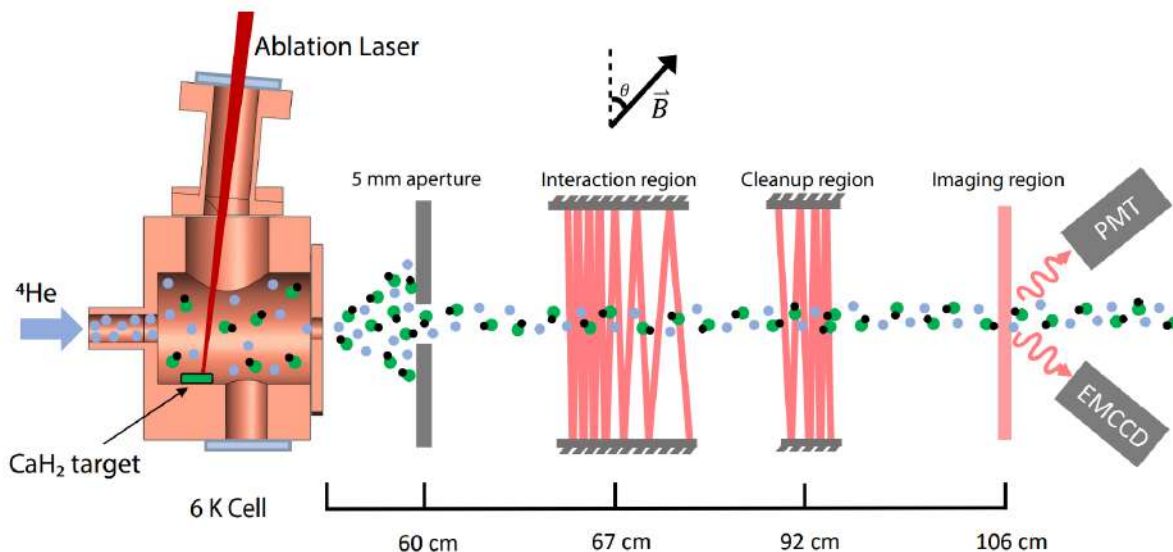 Ablation Laser
θ
B
5 mm aperture
Interaction region
Cleanup region
Imaging region
PMT
⁴He
EMCCD
CaH₂ target
6 K Cell
60 cm
67 cm
92 cm
106 cm